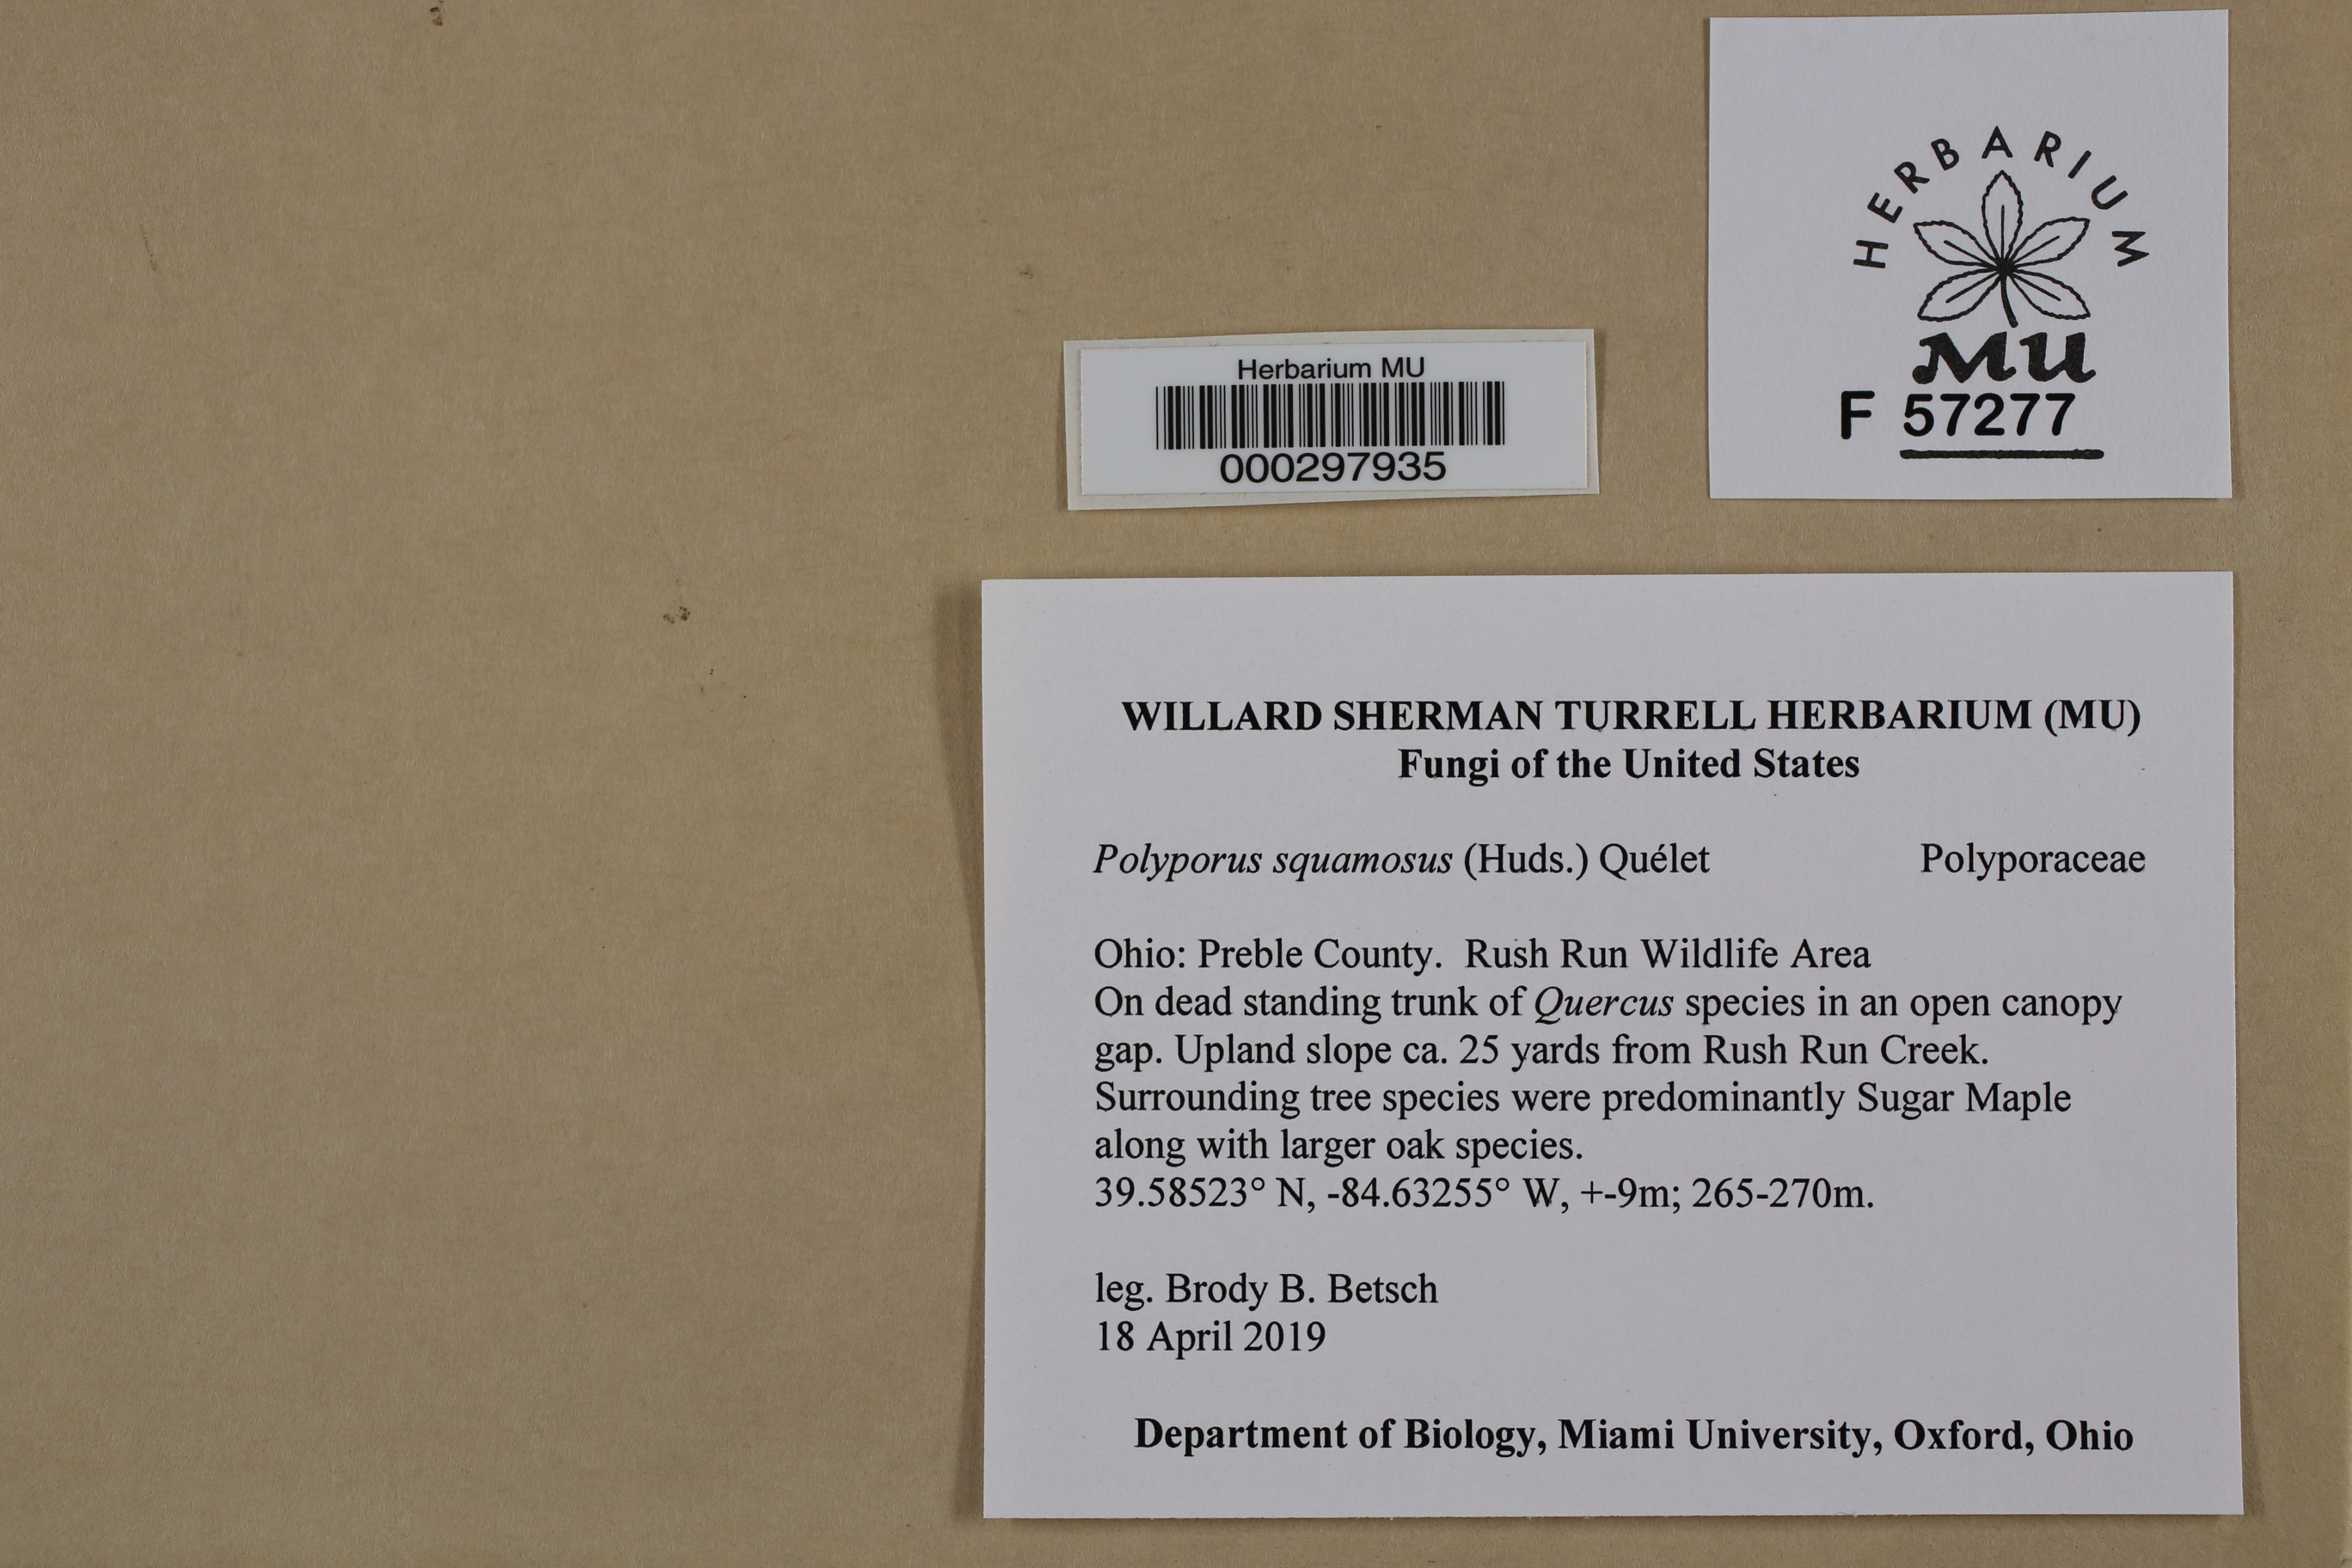 HERBARIUM
MU
F 57277
Herbarium MU
000297935
WILLARD SHERMAN TURRELL HERBARIUM (MU)
Fungi of the United States
Polyporus squamosus (Huds.) Quélet Polyporaceae
Ohio: Preble County. Rush Run Wildlife Area
On dead standing trunk of Quercus species in an open canopy
gap. Upland slope ca. 25 yards from Rush Run Creek.
Surrounding tree species were predominantly Sugar Maple
along with larger oak species.
39.58523° N, -84.63255° W, +-9m; 265-270m.
leg. Brody B. Betsch
18 April 2019
Department of Biology, Miami University, Oxford, Ohio